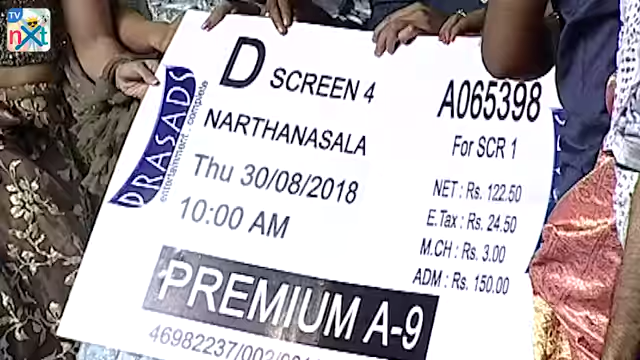 TV
nxt
D SCREEN 4
A065398
NARTHANASALA
For SCR 1
PRASADS
entertainment. complete
Thu 30/08/2018
10:00 AM
NET : Rs. 122.50
E.Tax : Rs. 24.50
M.CH : Rs. 3.00
ADM : Rs. 150.00
PREMIUM A-9